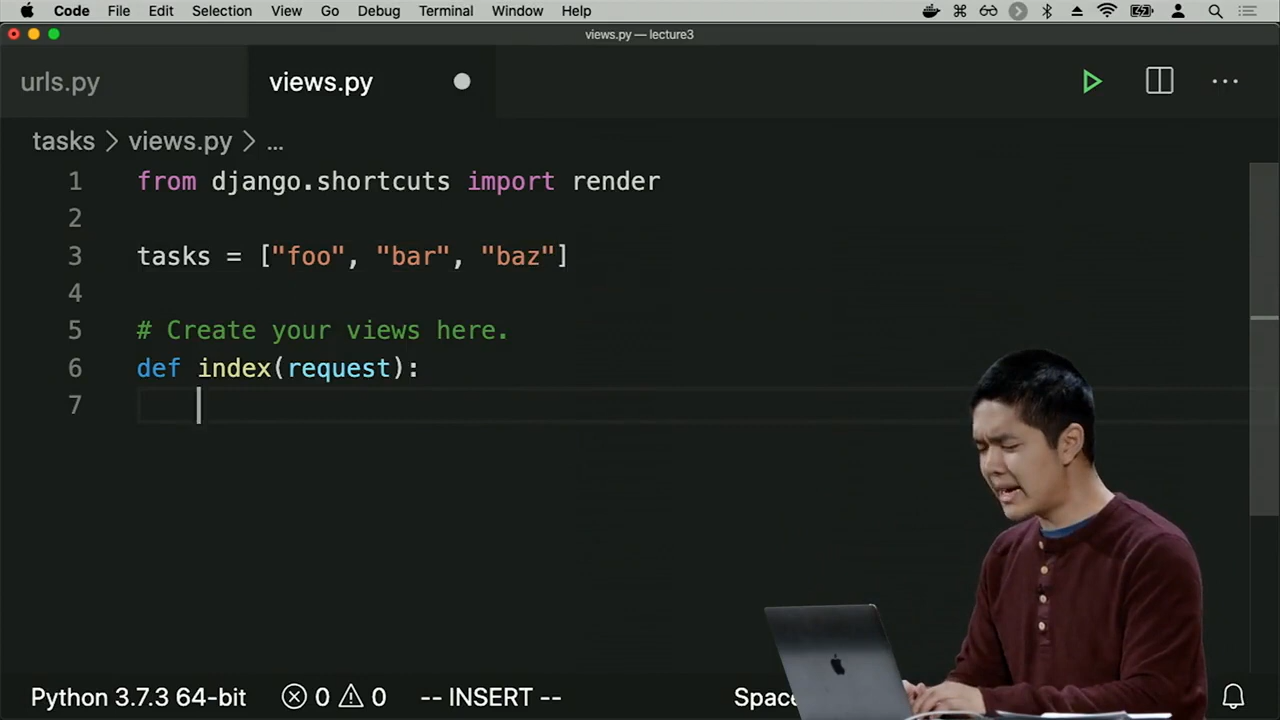 Code File Edit Selection View Go Debug Terminal Window Help
views.py — lecture3
urls.py views.py
tasks > views.py > ...
1 from django.shortcuts import render
2
3 tasks = ["foo", "bar", "baz"]
4
5 # Create your views here.
6 def index(request):
7
Python 3.7.3 64-bit 0 0 -- INSERT --